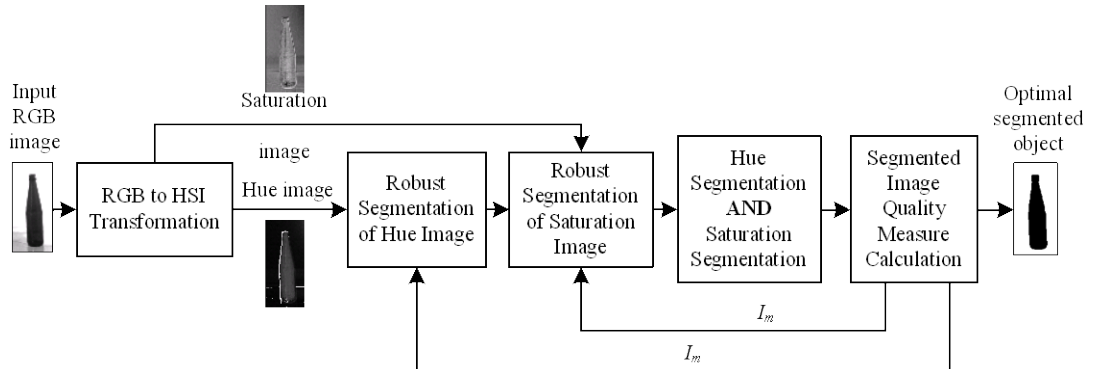 Input
RGB
image
Saturation
image
Hue image
RGB to HSI
Transformation
Robust
Segmentation
of Hue Image
Robust
Segmentation
of Saturation
Image
Hue
Segmentation
AND
Saturation
Segmentation
Segmented
Image
Quality
Measure
Calculation
Optimal
segmented
object
I_m
I_m